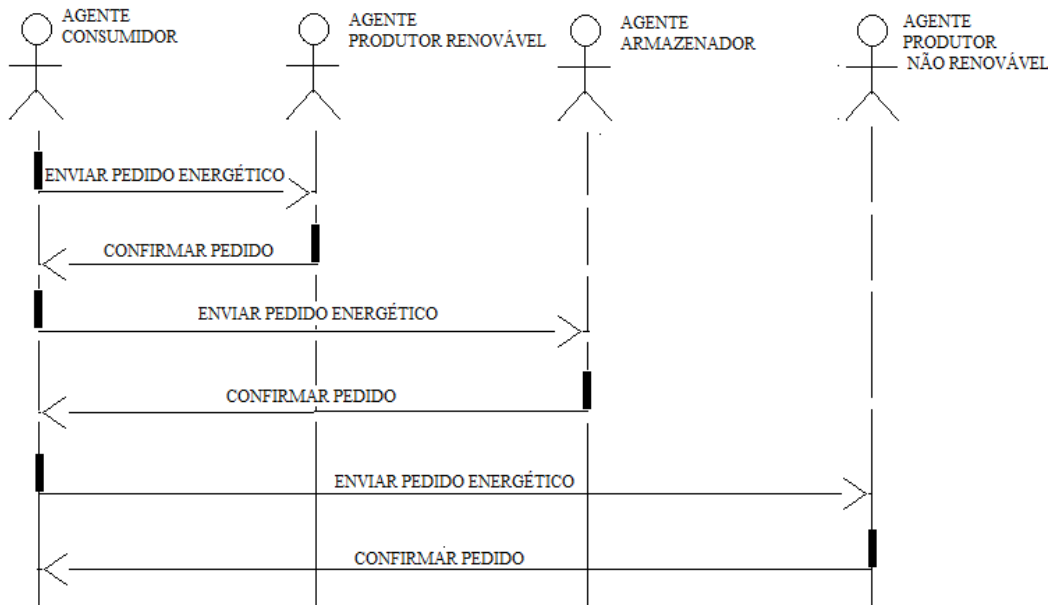 AGENTE
CONSUMIDOR
AGENTE
PRODUTOR RENOVÁVEL
AGENTE
ARMAZENADOR
AGENTE
PRODUTOR
NÃO RENOVÁVEL
ENVIAR PEDIDO ENERGÉTICO
CONFIRMAR PEDIDO
ENVIAR PEDIDO ENERGÉTICO
CONFIRMAR PEDIDO
ENVIAR PEDIDO ENERGÉTICO
CONFIRMAR PEDIDO